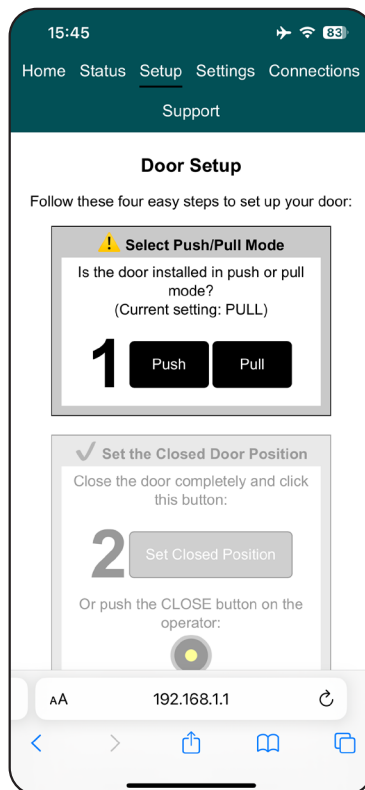 15:45
83
Home Status Setup Settings Connections
Support
Door Setup
Follow these four easy steps to set up your door:
Select Push/Pull Mode
Is the door installed in push or pull
mode?
(Current setting: PULL)
1 Push Pull
Set the Closed Door Position
Close the door completely and click
this button:
2 Set Closed Position
Or push the CLOSE button on the
operator:
AA 192.168.1.1